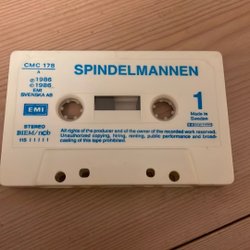 CMC 178
SPINDELMANNEN
A
℗ 1986
© 1986
EMI
SVENSKA AB
EMI
1
Made in
Sweden
STEREO
BIEM/ncb
All rights of the producer and of the owner of the recorded work reserved.
Unauthorized copying, hiring, renting, public performance and broad-
casting of this tape prohibited.